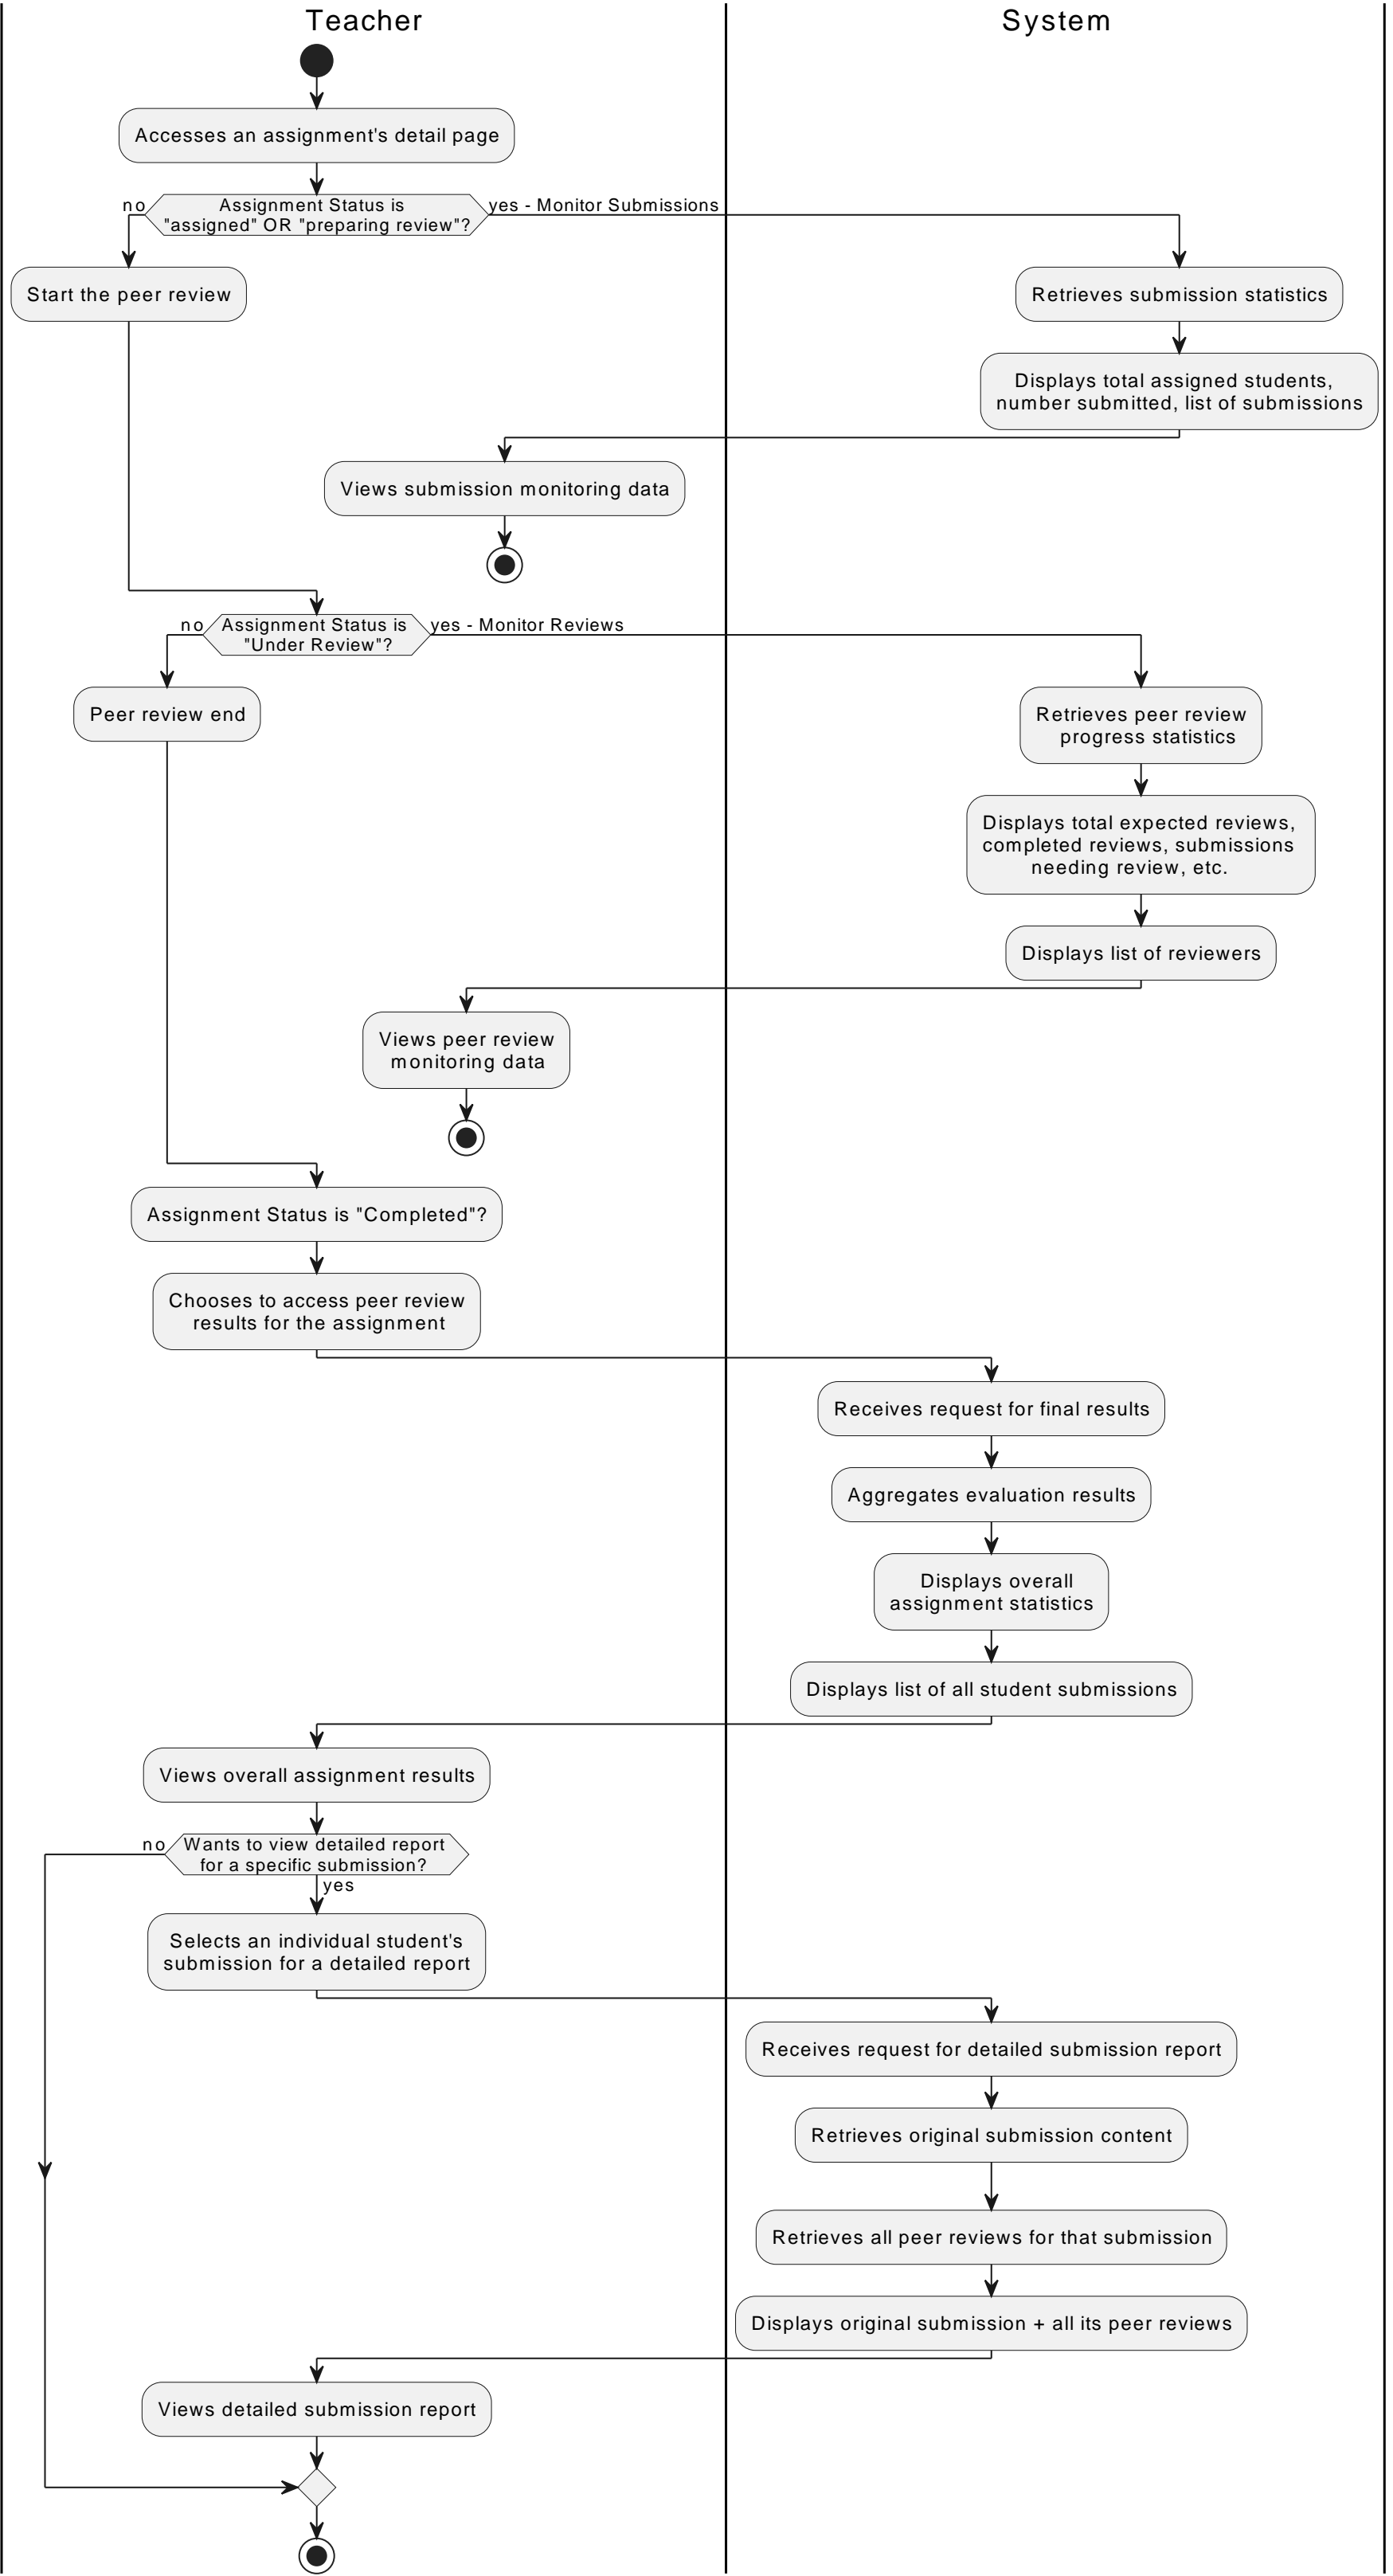 Teacher
System
Accesses an assignment's detail page
no
Assignment Status is
"assigned" OR "preparing review"?
yes - Monitor Submissions
Start the peer review
Retrieves submission statistics
Displays total assigned students,
number submitted, list of submissions
Views submission monitoring data
no
Assignment Status is
"Under Review"?
yes - Monitor Reviews
Peer review end
Retrieves peer review
progress statistics
Displays total expected reviews,
completed reviews, submissions
needing review, etc.
Displays list of reviewers
Views peer review
monitoring data
Assignment Status is "Completed"?
Chooses to access peer review
results for the assignment
Receives request for final results
Aggregates evaluation results
Displays overall
assignment statistics
Displays list of all student submissions
Views overall assignment results
no
Wants to view detailed report
for a specific submission?
yes
Selects an individual student's
submission for a detailed report
Receives request for detailed submission report
Retrieves original submission content
Retrieves all peer reviews for that submission
Displays original submission + all its peer reviews
Views detailed submission report